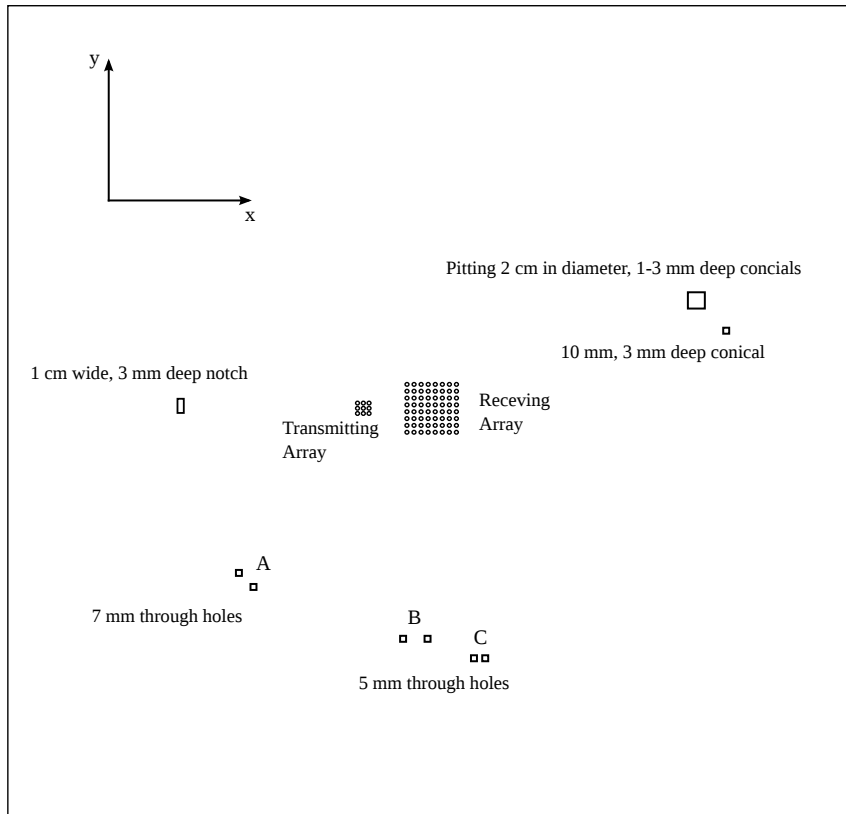 y
x
Pitting 2 cm in diameter, 1-3 mm deep concials
10 mm, 3 mm deep conical
1 cm wide, 3 mm deep notch
Receving
Array
Transmitting
Array
A
7 mm through holes
B
C
5 mm through holes